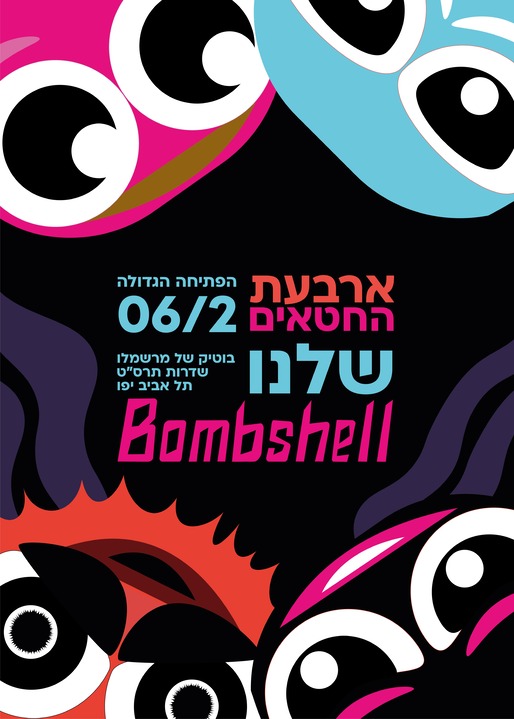 ארבעת
החטאים
שלנו
הפתיחה הגדולה
06/2
בוטיק של מרשמלו
שדרות תרס"ט
תל אביב יפו
Bombshell